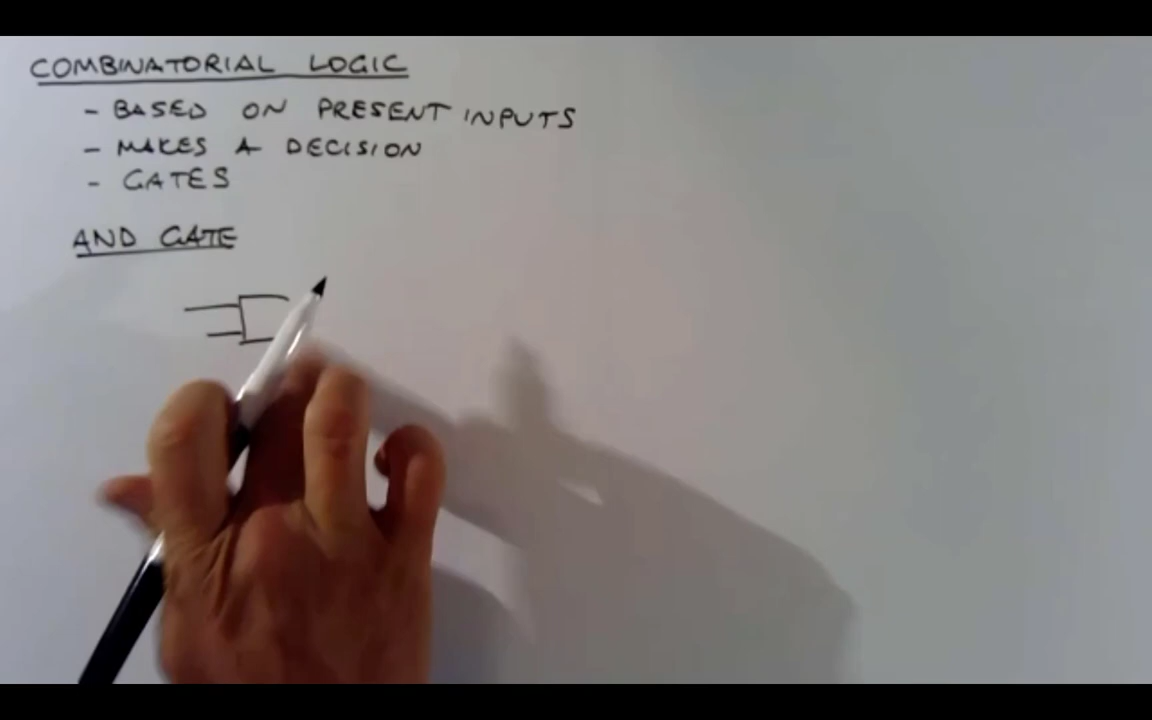 COMBINATORIAL LOGIC
- BASED ON PRESENT INPUTS
- MAKES A DECISION
- GATES
AND GATE